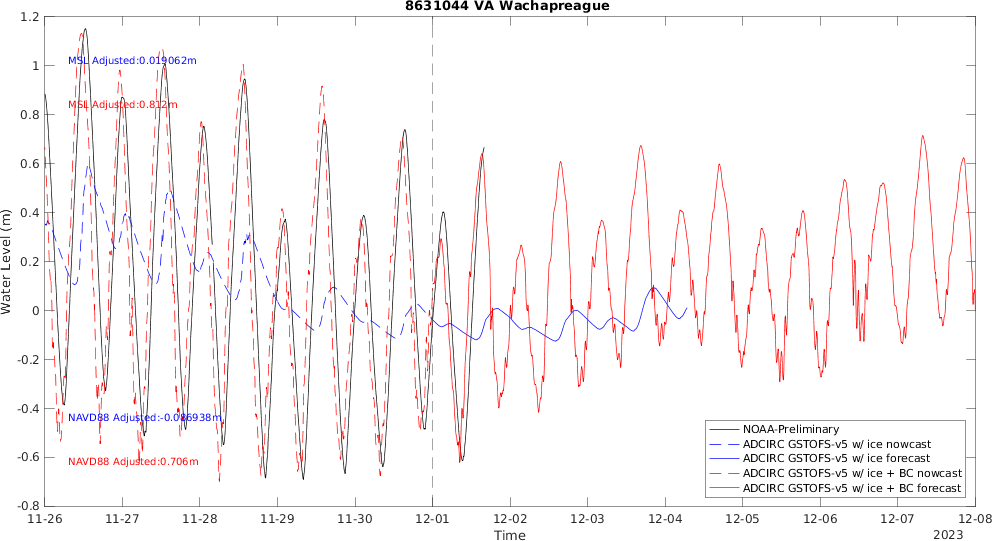 8631044 VA Wachapreague
1.2
1
0.8
0.6
0.4
0.2
0
-0.2
-0.4
-0.6
-0.8
Water Level (m)
MSL Adjusted:0.019062m
MSL Adjusted:0.812m
NAVD88 Adjusted:-0.086938m
NAVD88 Adjusted:0.706m
NOAA-Preliminary
ADCIRC GSTOFS-v5 w/ ice nowcast
ADCIRC GSTOFS-v5 w/ ice forecast
ADCIRC GSTOFS-v5 w/ ice + BC nowcast
ADCIRC GSTOFS-v5 w/ ice + BC forecast
11-26 11-27 11-28 11-29 11-30 12-01 12-02 12-03 12-04 12-05 12-06 12-07 12-08
Time
2023